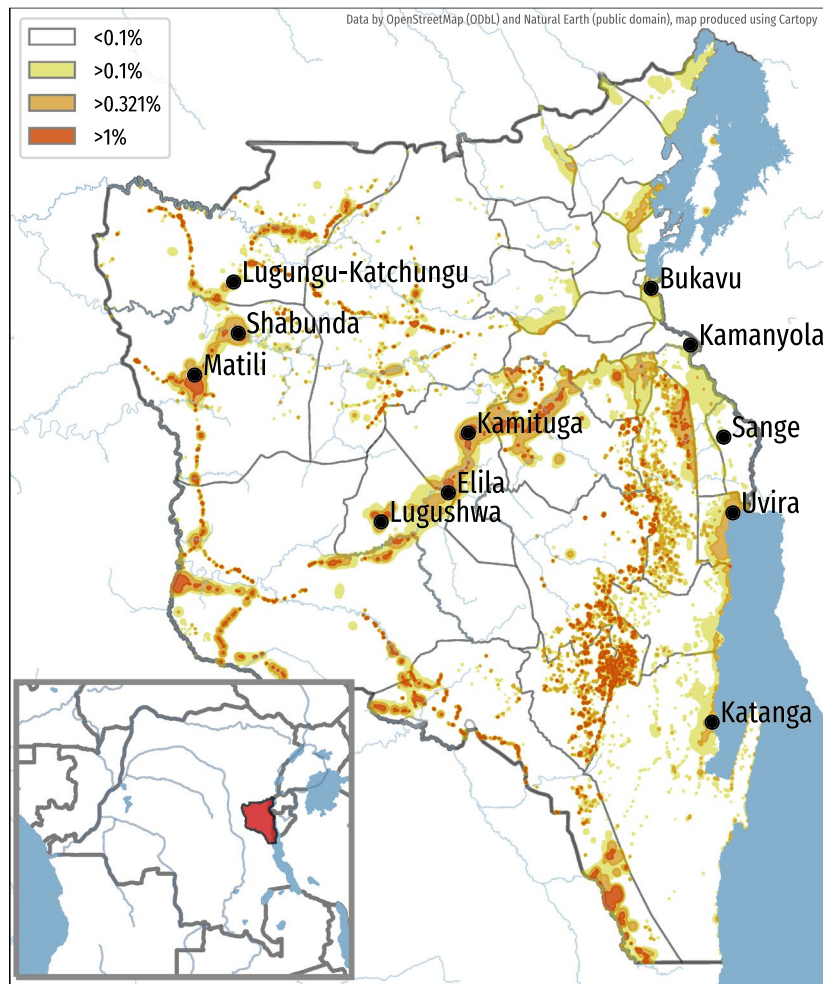 Data by OpenStreetMap (ODbL) and Natural Earth (public domain), map produced using Cartopy
<0.1%
>0.1%
>0.321%
>1%
Lugungu-Katchungu
Bukavu
Shabunda
Kamanyola
Matili
Kamituga
Sange
Elila
Lugushwa
Uvira
Katanga